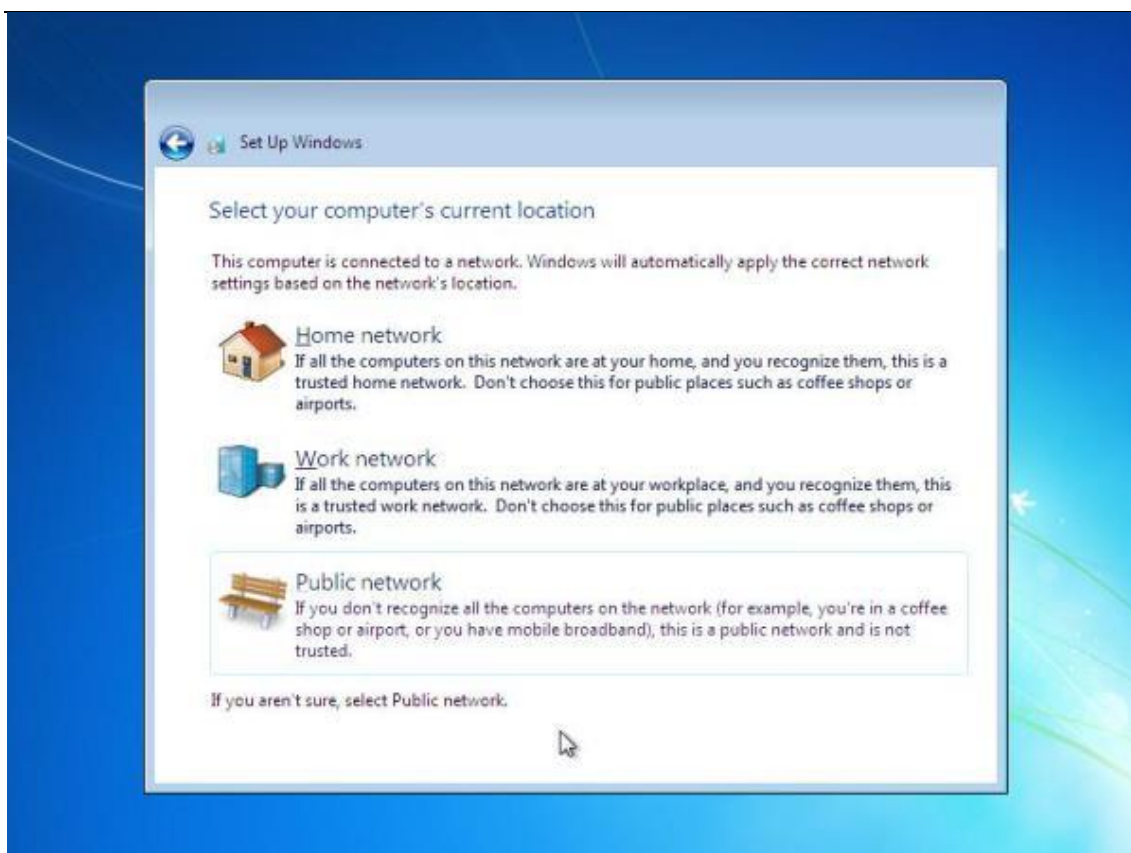 Set Up Windows
Select your computer's current location
This computer is connected to a network. Windows will automatically apply the correct network
settings based on the network's location.
Home network
If all the computers on this network are at your home, and you recognize them, this is a
trusted home network.  Don't choose this for public places such as coffee shops or
airports.
Work network
If all the computers on this network are at your workplace, and you recognize them, this
is a trusted work network.  Don't choose this for public places such as coffee shops or
airports.
Public network
If you don't recognize all the computers on the network (for example, you're in a coffee
shop or airport, or you have mobile broadband), this is a public network and is not
trusted.
If you aren't sure, select Public network.